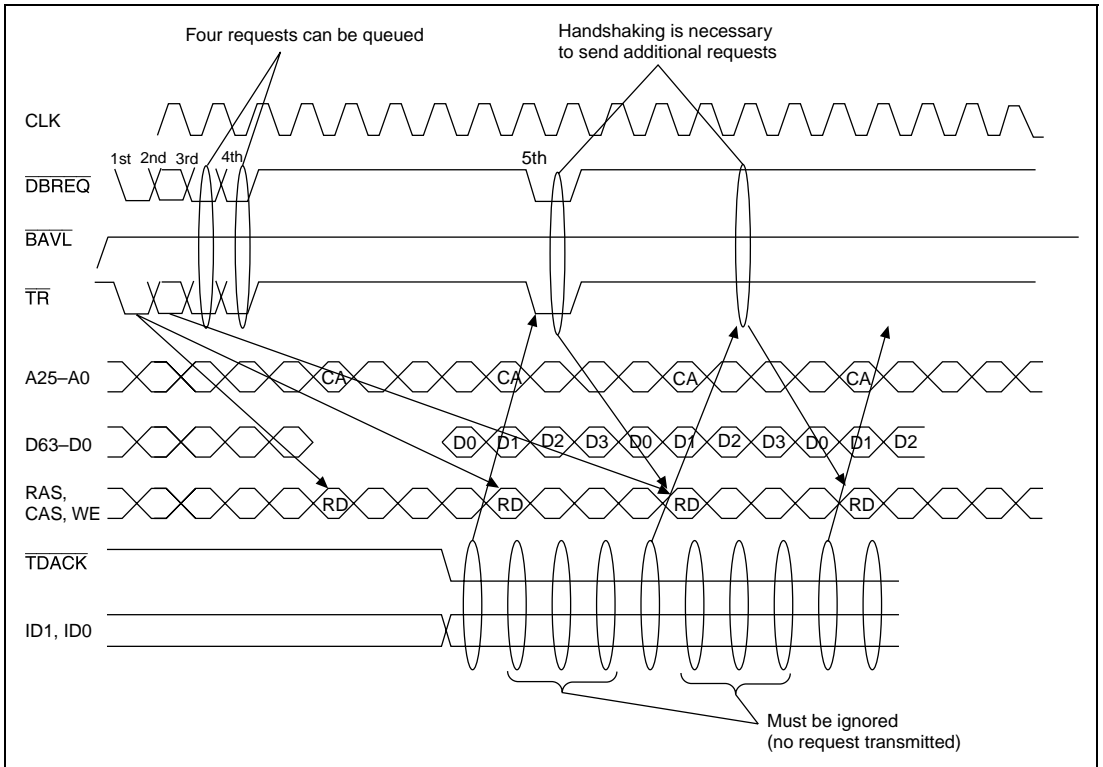 Four requests can be queued
Handshaking is necessary
to send additional requests
CLK
1st 2nd 3rd 4th 5th
DBREQ
BAVL
TR
A25–A0 CA CA CA CA
D63–D0 D0 D1 D2 D3 D0 D1 D2 D3 D0 D1 D2
RAS,
CAS, WE RD RD RD RD
TDACK
ID1, ID0
Must be ignored
(no request transmitted)